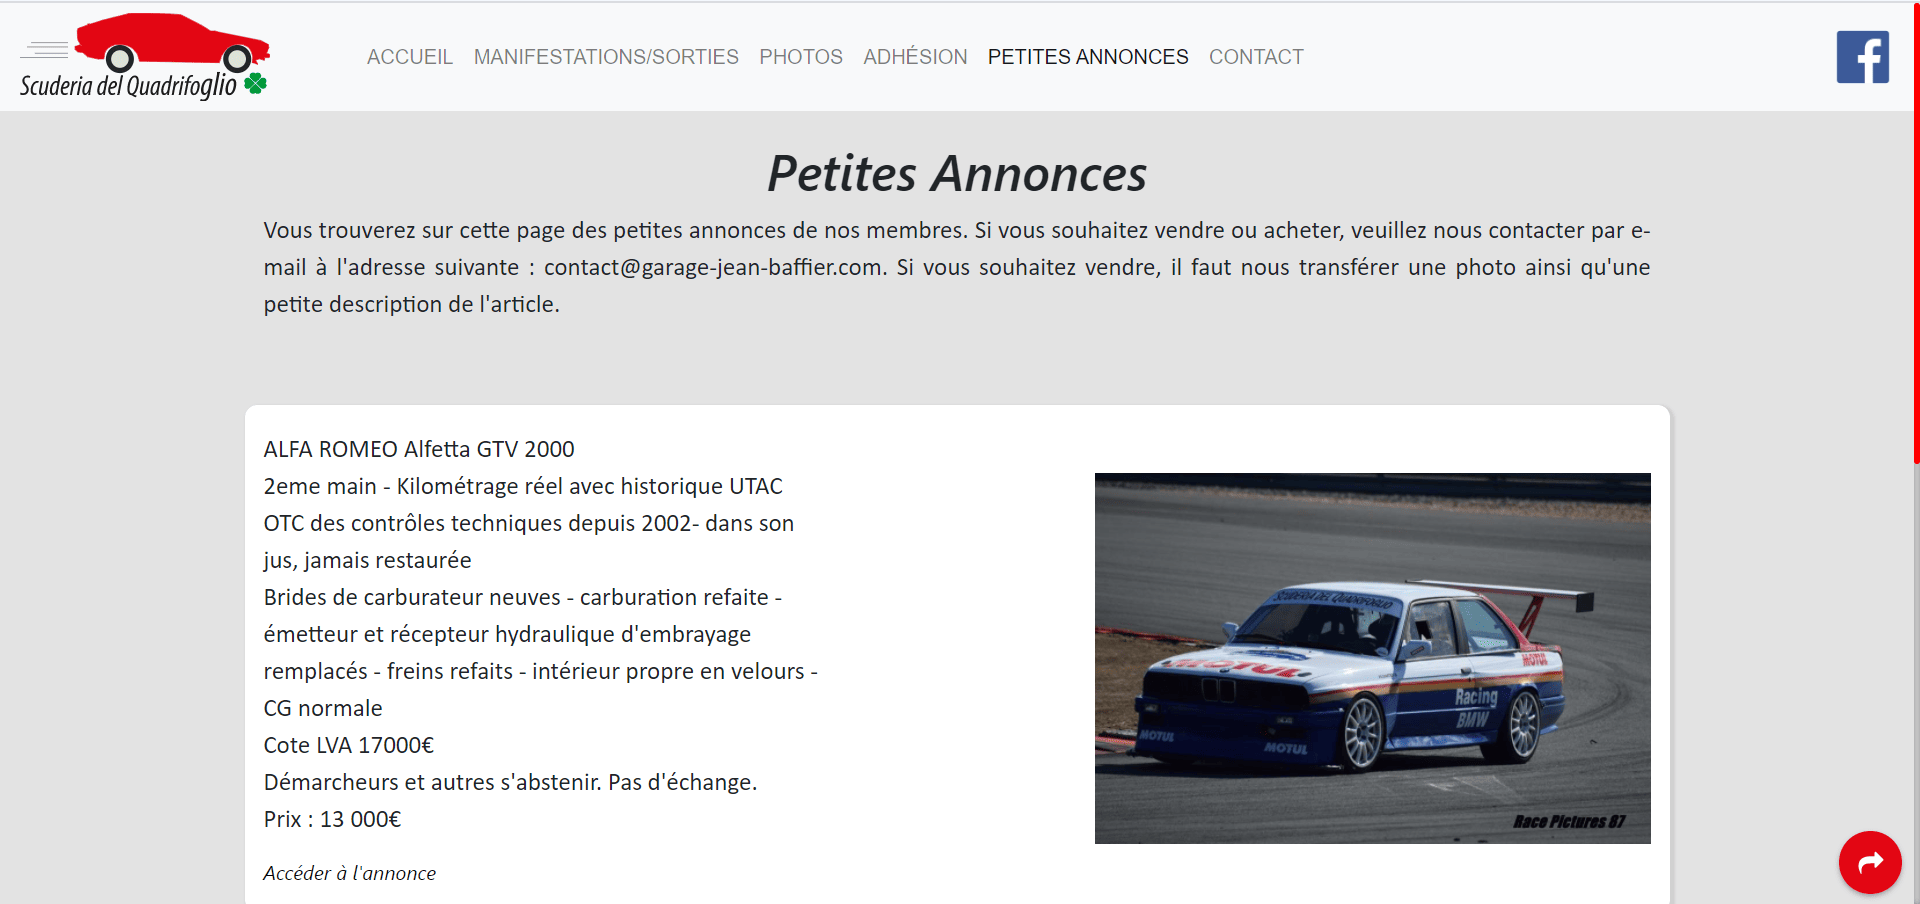 Scuderia del Quadrifoglio
ACCUEIL MANIFESTATIONS/SORTIES PHOTOS ADHÉSION PETITES ANNONCES CONTACT
f
Petites Annonces
Vous trouverez sur cette page des petites annonces de nos membres. Si vous souhaitez vendre ou acheter, veuillez nous contacter par e-
mail à l'adresse suivante : contact@garage-jean-baffier.com. Si vous souhaitez vendre, il faut nous transférer une photo ainsi qu'une
petite description de l'article.
ALFA ROMEO Alfetta GTV 2000
2eme main - Kilométrage réel avec historique UTAC
OTC des contrôles techniques depuis 2002- dans son
jus, jamais restaurée
Brides de carburateur neuves - carburation refaite -
émetteur et récepteur hydraulique d'embrayage
remplacés - freins refaits - intérieur propre en velours -
CG normale
Cote LVA 17000€
Démarcheurs et autres s'abstenir. Pas d'échange.
Prix : 13 000€
Accéder à l'annonce
SCUDERIA DEL QUADRIFOGLIO
MOTUL
MOTUL
Racing
BMW
MOTUL
MOTUL
Race Pictures 87